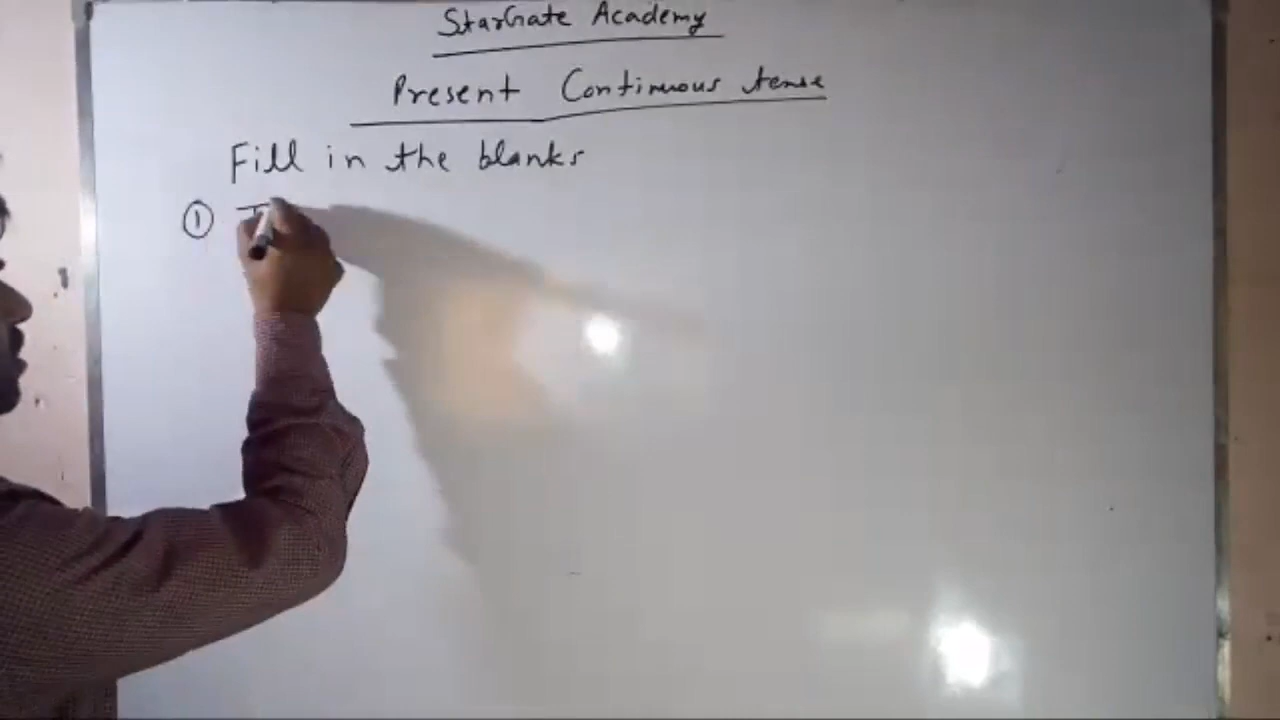 StarGate Academy
Present Continuous tense
Fill in the blanks
①